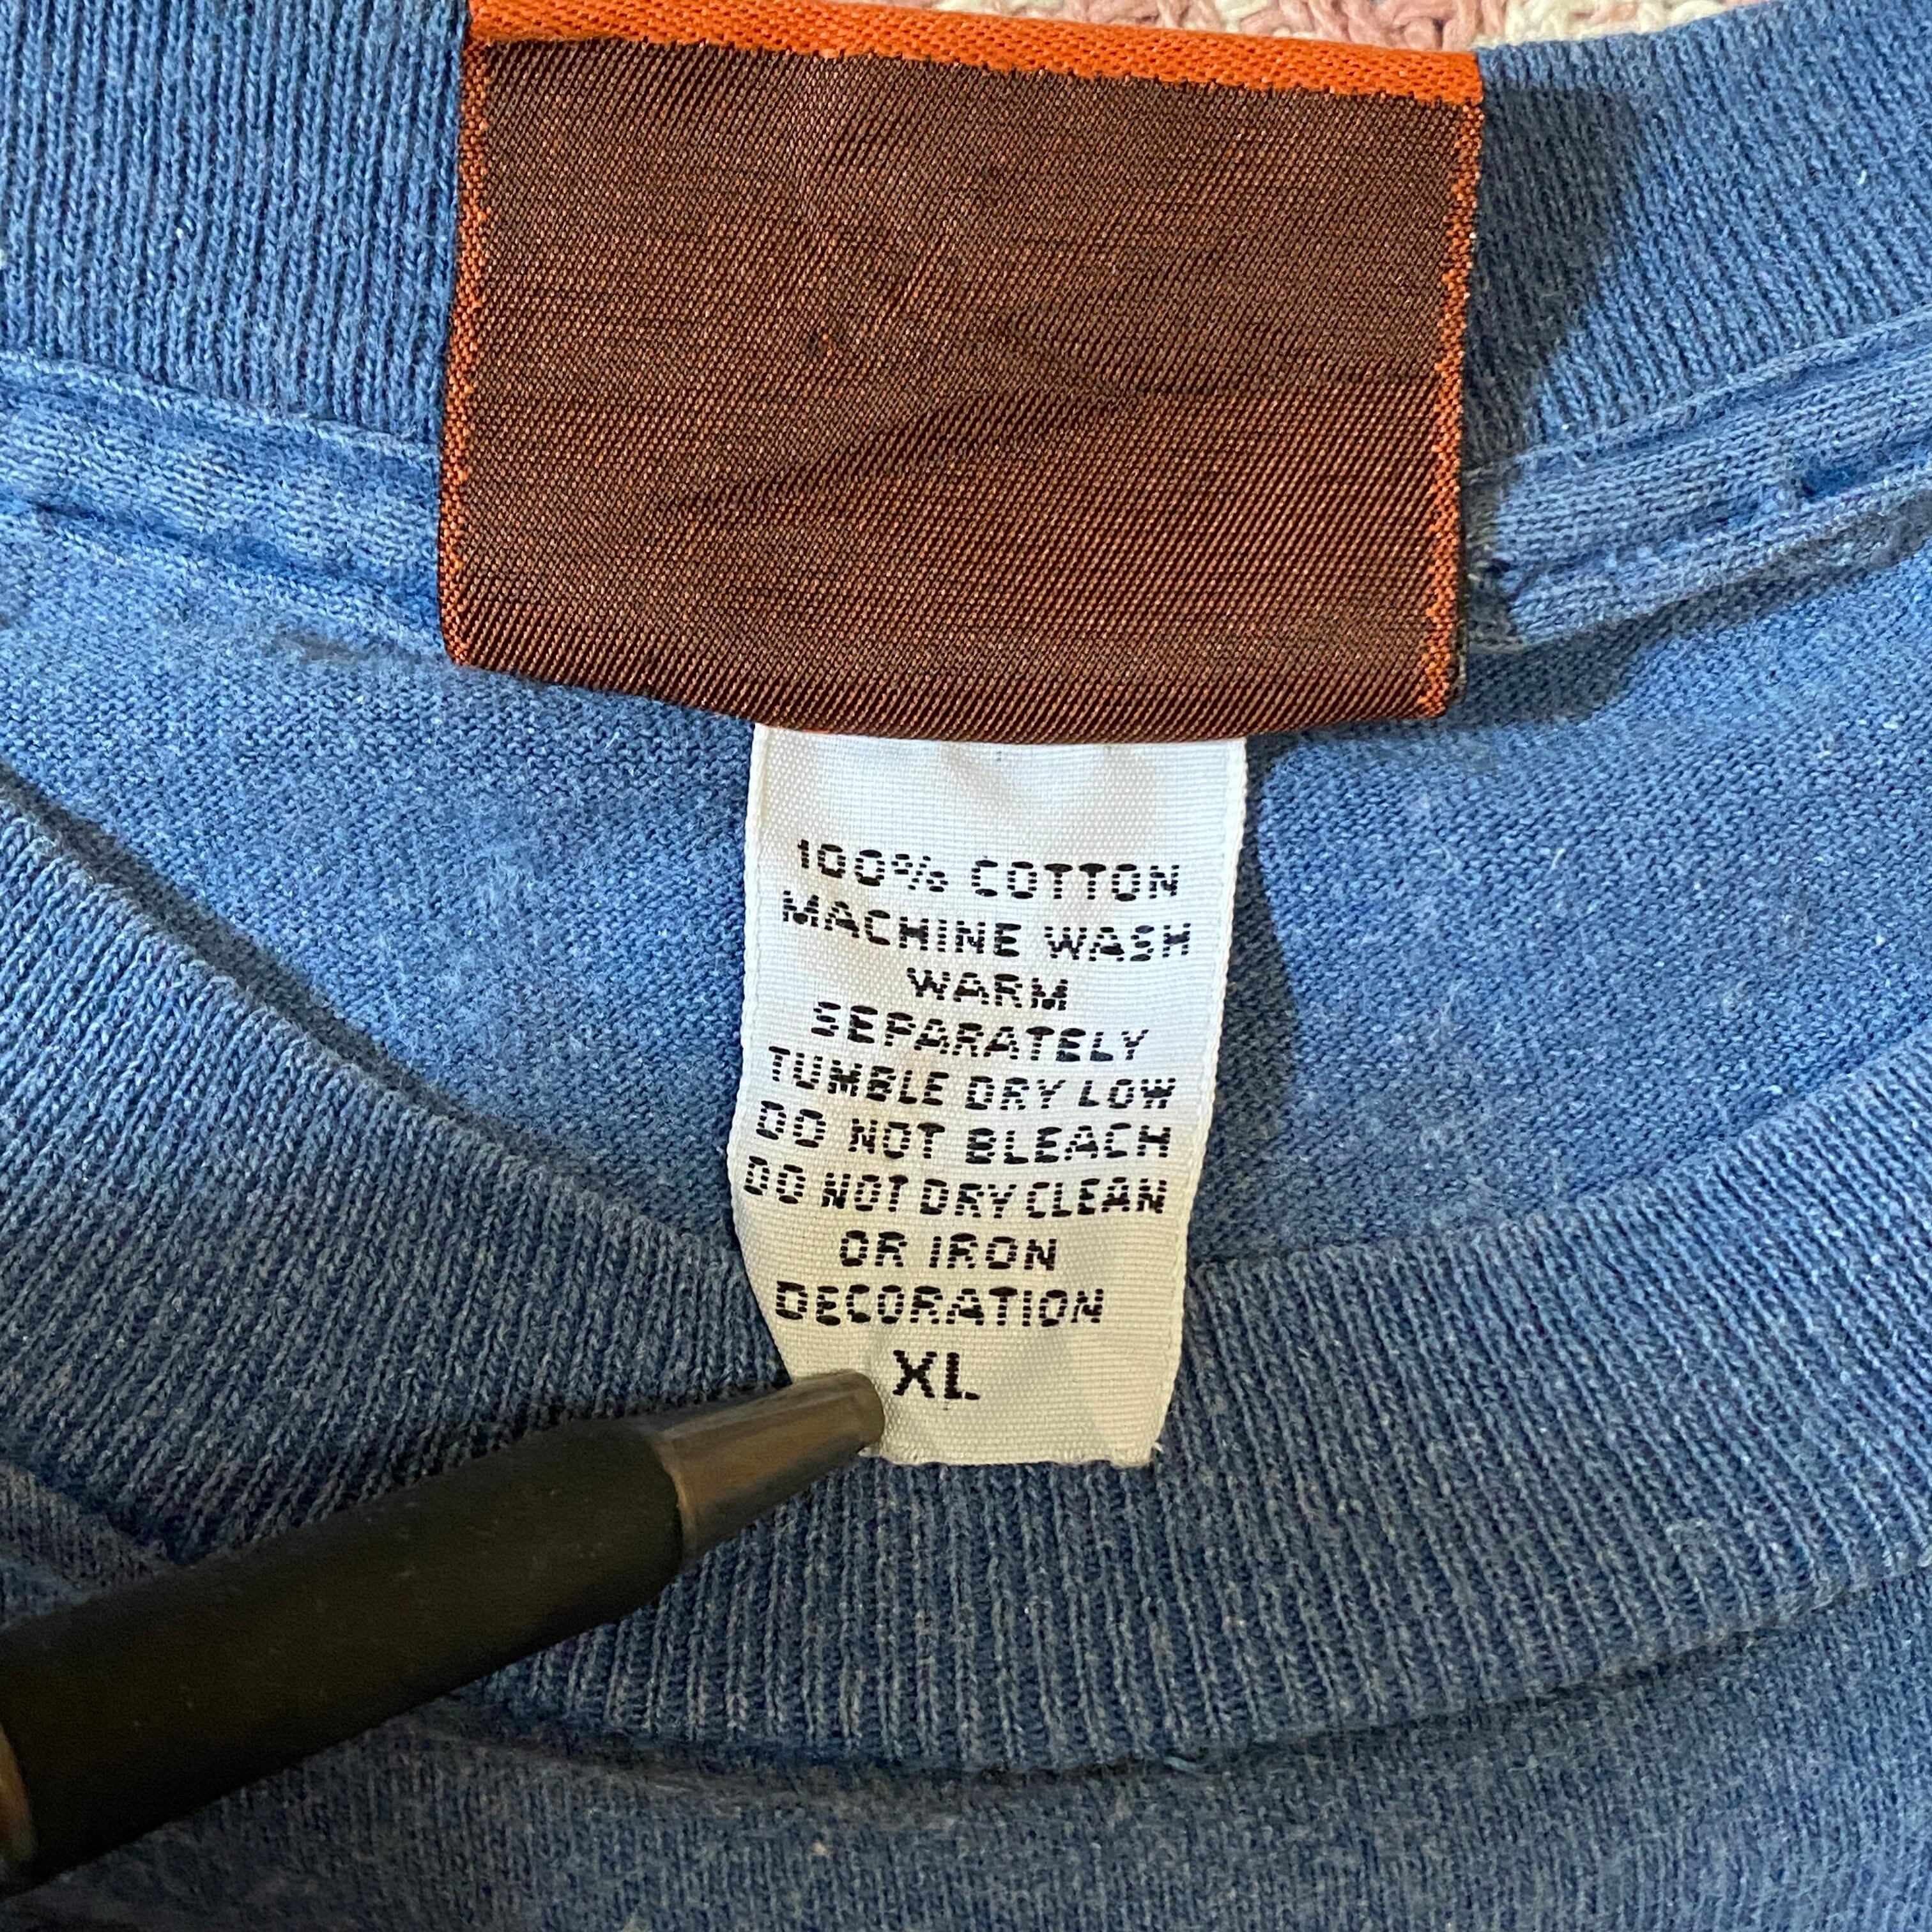 100% COTTON
MACHINE WASH
WARM
SEPARATELY
TUMBLE DRY LOW
DO NOT BLEACH
DO NOT DRY CLEAN
OR IRON
DECORATION
XL